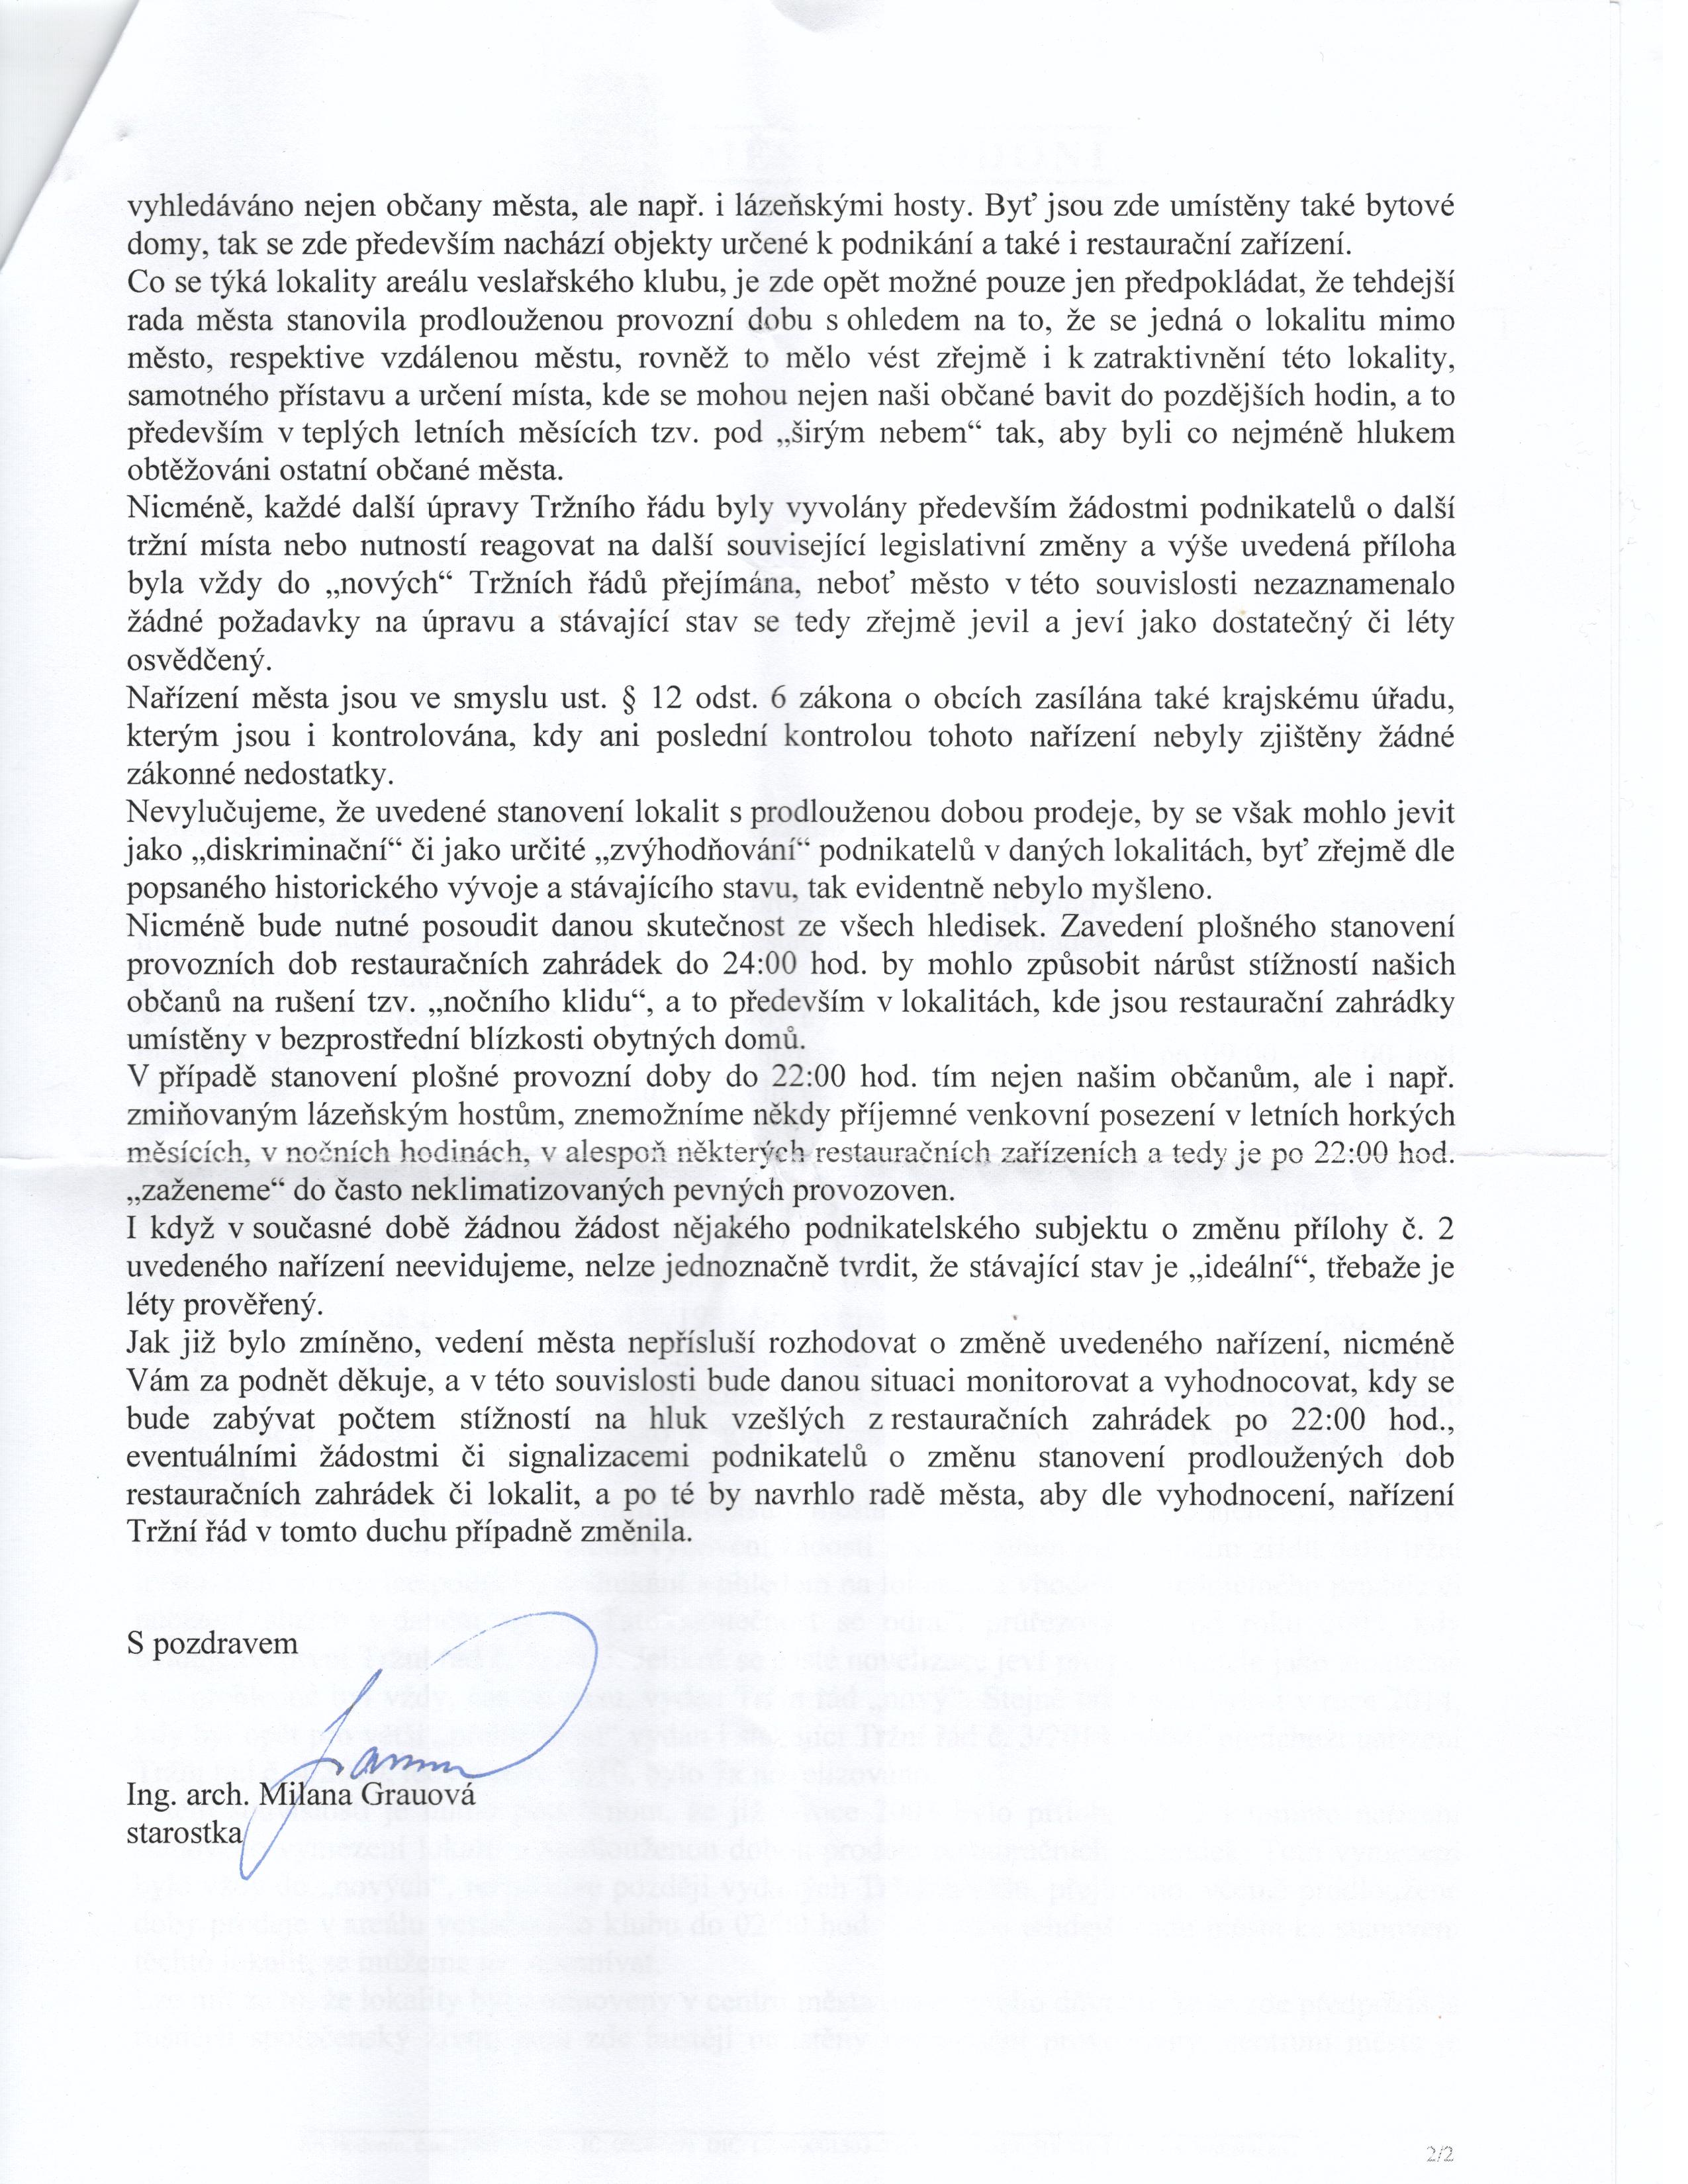 vyhledáváno nejen občany města, ale např. i lázeňskými hosty. Byť jsou zde umístěny také bytové
domy, tak se zde především nachází objekty určené k podnikání a také i restaurační zařízení.
Co se týká lokality areálu veslařského klubu, je zde opět možné pouze jen předpokládat, že tehdejší
rada města stanovila prodlouženou provozní dobu s ohledem na to, že se jedná o lokalitu mimo
město, respektive vzdálenou městu, rovněž to mělo vést zřejmě i k zatraktivnění této lokality,
samotného přístavu a určení místa, kde se mohou nejen naši občané bavit do pozdějších hodin, a to
především v teplých letních měsících tzv. pod „širým nebem“ tak, aby byli co nejméně hlukem
obtěžováni ostatní občané města.
Nicméně, každé další úpravy Tržního řádu byly vyvolány především žádostmi podnikatelů o další
tržní místa nebo nutností reagovat na další související legislativní změny a výše uvedená příloha
byla vždy do „nových“ Tržních řádů přejímána, neboť město v této souvislosti nezaznamenalo
žádné požadavky na úpravu a stávající stav se tedy zřejmě jevil a jeví jako dostatečný či léty
osvědčený.
Nařízení města jsou ve smyslu ust. § 12 odst. 6 zákona o obcích zasílána také krajskému úřadu,
kterým jsou i kontrolována, kdy ani poslední kontrolou tohoto nařízení nebyly zjištěny žádné
zákonné nedostatky.
Nevylučujeme, že uvedené stanovení lokalit s prodlouženou dobou prodeje, by se však mohlo jevit
jako „diskriminační“ či jako určité „zvýhodňování“ podnikatelů v daných lokalitách, byť zřejmě dle
popsaného historického vývoje a stávajícího stavu, tak evidentně nebylo myšleno.
Nicméně bude nutné posoudit danou skutečnost ze všech hledisek. Zavedení plošného stanovení
provozních dob restauračních zahrádek do 24:00 hod. by mohlo způsobit nárůst stížností našich
občanů na rušení tzv. „nočního klidu“, a to především v lokalitách, kde jsou restaurační zahrádky
umístěny v bezprostřední blízkosti obytných domů.
V případě stanovení plošné provozní doby do 22:00 hod. tím nejen našim občanům, ale i např.
zmiňovaným lázeňským hostům, znemožníme někdy příjemné venkovní posezení v letních horkých
měsících, v nočních hodinách, v alespoň některých restauračních zařízeních a tedy je po 22:00 hod.
„zaženeme“ do často neklimatizovaných pevných provozoven.
I když v současné době žádnou žádost nějakého podnikatelského subjektu o změnu přílohy č. 2
uvedeného nařízení neevidujeme, nelze jednoznačně tvrdit, že stávající stav je „ideální“, třebaže je
léty prověřený.
Jak již bylo zmíněno, vedení města nepřísluší rozhodovat o změně uvedeného nařízení, nicméně
Vám za podnět děkuje, a v této souvislosti bude danou situaci monitorovat a vyhodnocovat, kdy se
bude zabývat počtem stížností na hluk vzešlých z restauračních zahrádek po 22:00 hod.,
eventuálními žádostmi či signalizacemi podnikatelů o změnu stanovení prodloužených dob
restauračních zahrádek či lokalit, a po té by navrhlo radě města, aby dle vyhodnocení, nařízení
Tržní řád v tomto duchu případně změnila.
S pozdravem
Ing. arch. Milana Grauová
starostka
2/2